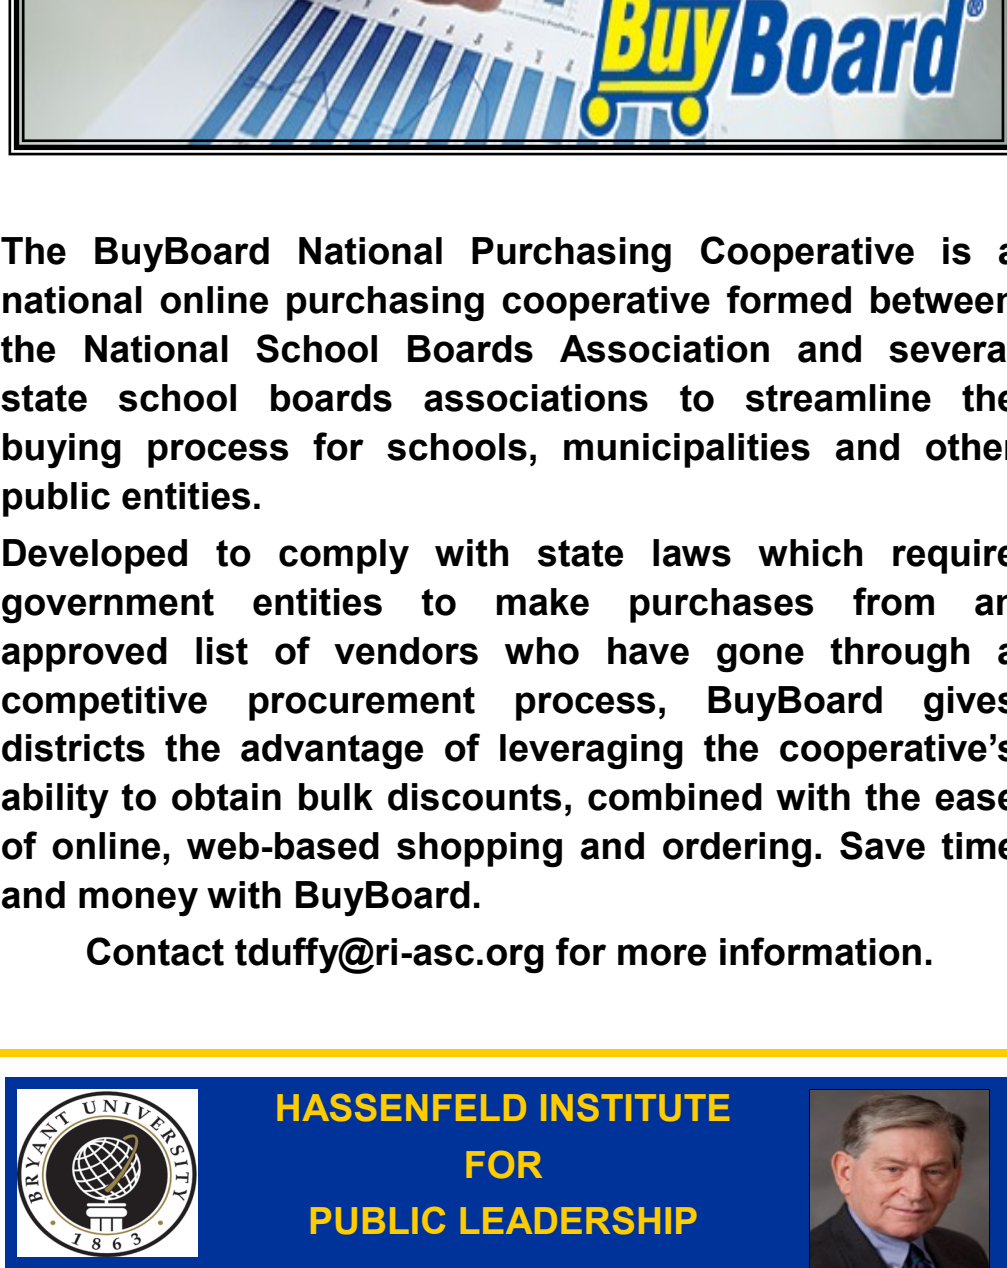 BuyBoard®
The BuyBoard National Purchasing Cooperative is a
national online purchasing cooperative formed between
the National School Boards Association and several
state school boards associations to streamline the
buying process for schools, municipalities and other
public entities.
Developed to comply with state laws which require
government entities to make purchases from an
approved list of vendors who have gone through a
competitive procurement process, BuyBoard gives
districts the advantage of leveraging the cooperative’s
ability to obtain bulk discounts, combined with the ease
of online, web-based shopping and ordering. Save time
and money with BuyBoard.
Contact tduffy@ri-asc.org for more information.
BRYANT UNIVERSITY
1863
HASSENFELD INSTITUTE
FOR
PUBLIC LEADERSHIP